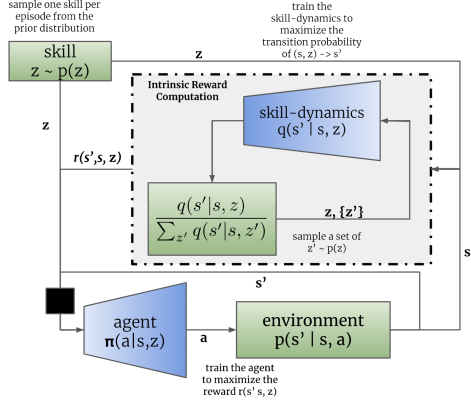 sample one skill per
episode from the
prior distribution
skill
z ~ p(z)
z
train the
skill-dynamics to
maximize the
transition probability
of (s, z) -> s'
Intrinsic Reward
Computation
skill-dynamics
q(s' | s, z)
z
r(s',s, z)
q(s′|s, z)
∑z′ q(s′|s, z′)
z, {z'}
sample a set of
z' ~ p(z)
s
s'
agent
π(a|s,z)
a
environment
p(s' | s, a)
train the agent
to maximize the
reward r(s' s, z)